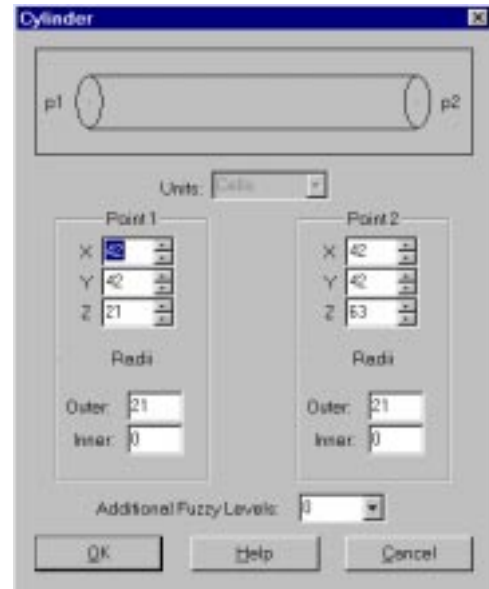 Cylinder
p1 p2
Units: Cells
Point 1 Point 2
X 42 X 42
Y 42 Y 42
Z 21 Z 63
Radii Radii
Outer: 21 Outer: 21
Inner: 0 Inner: 0
Additional Fuzzy Levels: 0
OK Help Cancel